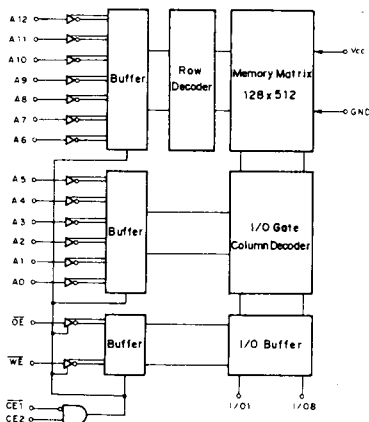 A12
A11
A10
A9
A8
A7
A6
Buffer
Row
Decoder
Memory Matrix
128 x 512
Vcc
GND
A5
A4
A3
A2
A1
A0
Buffer
I/O Gate
Column Decoder
OE
WE
Buffer
I/O Buffer
CE1
CE2
I/O1
I/O8